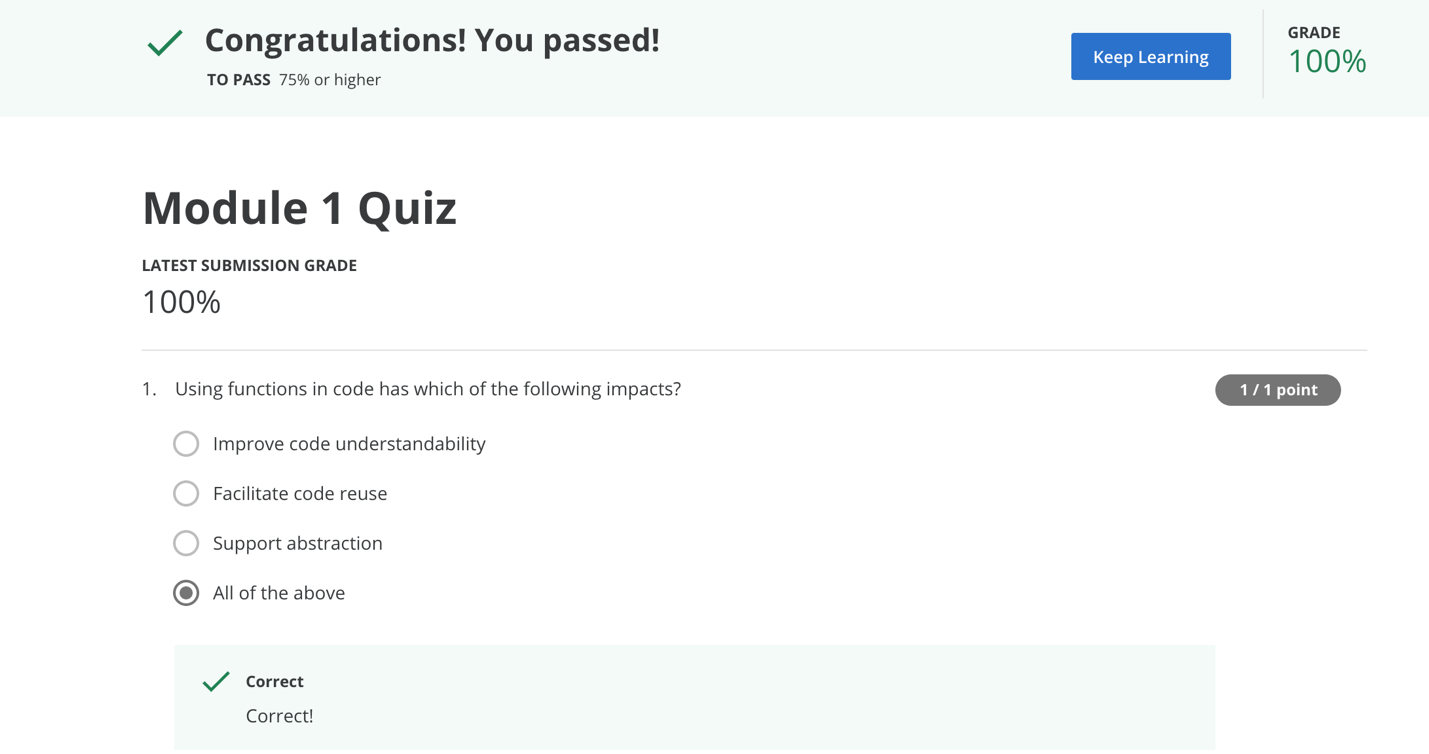 Congratulations! You passed!
TO PASS 75% or higher
Keep Learning
GRADE
100%
Module 1 Quiz
LATEST SUBMISSION GRADE
100%
1. Using functions in code has which of the following impacts?
1 / 1 point
Improve code understandability
Facilitate code reuse
Support abstraction
All of the above
Correct
Correct!